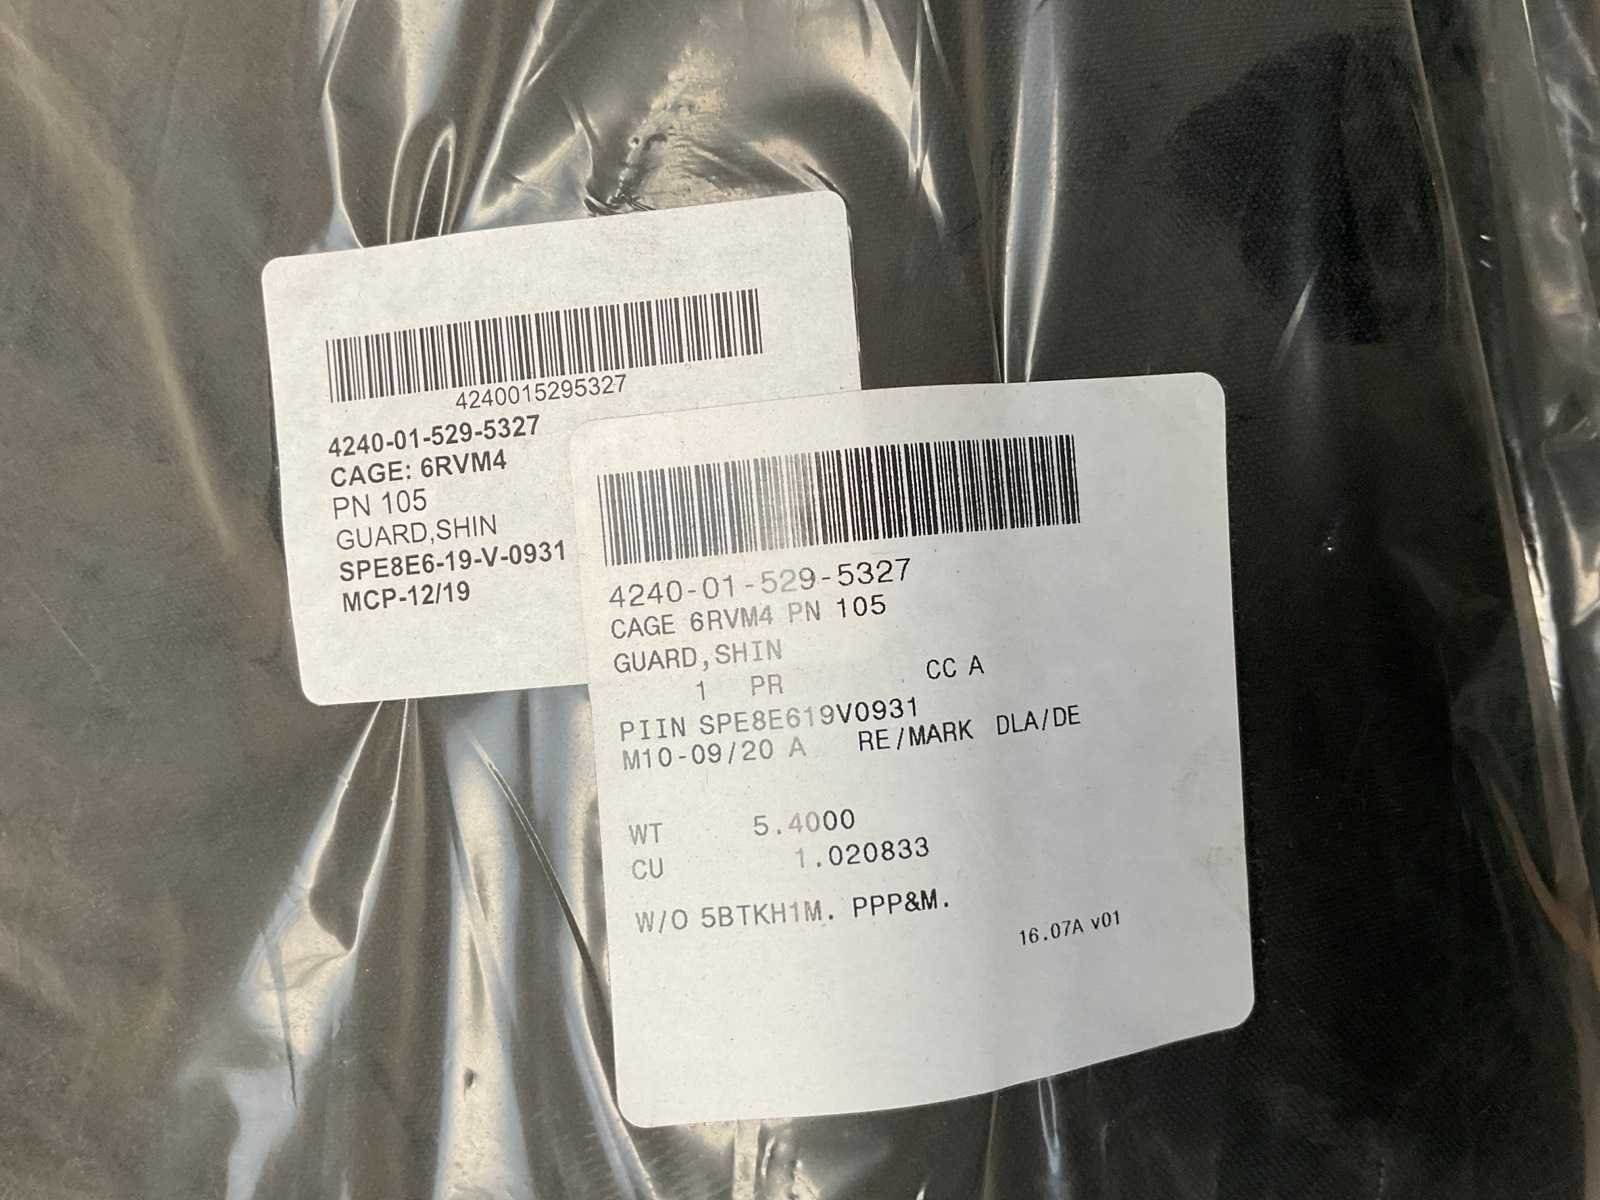 4240015295327
4240-01-529-5327
CAGE: 6RVM4
PN 105
GUARD,SHIN
SPE8E6-19-V-0931
MCP-12/19
4240-01-529-5327
CAGE 6RVM4 PN 105
GUARD,SHIN
1 PR CC A
PIIN SPE8E619V0931
M10-09/20 A RE/MARK DLA/DE
WT 5.4000
CU 1.020833
W/O 5BTKH1M. PPP&M.
16.07A v01